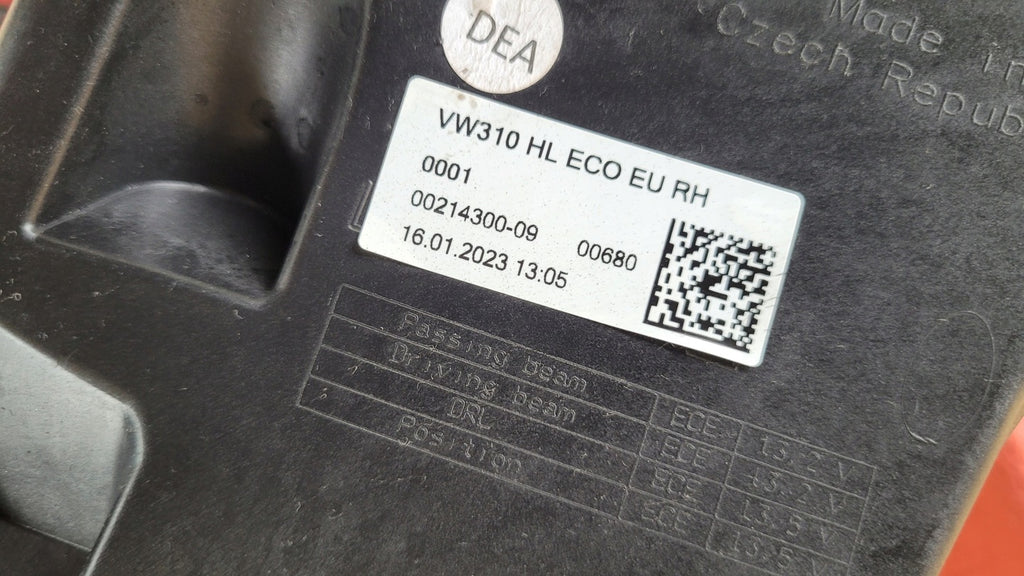 Made in
Czech Republ
DEA
VW310 HL ECO EU RH
0001
00214300-09 00680
16.01.2023 13:05
Passing beam ECE 13.2 V
Driving beam ECE 13.2 V
DRL ECE 13.5 V
Position ECE 13.5 V